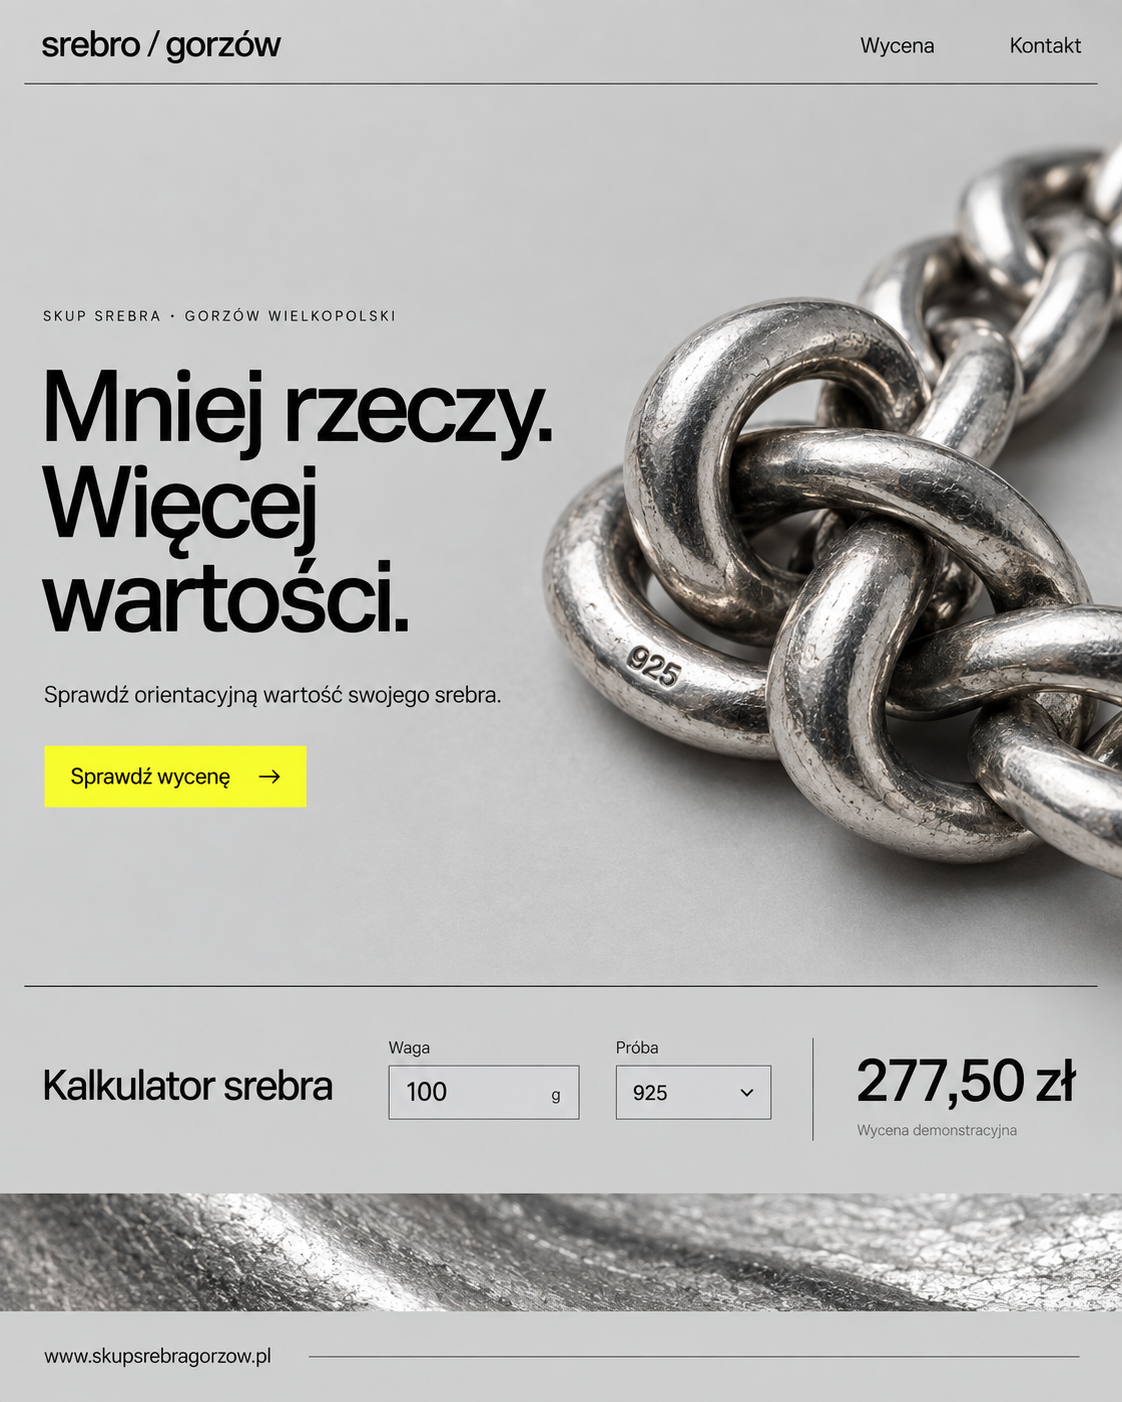 srebro / gorzów
Wycena
Kontakt
SKUP SREBRA • GORZÓW WIELKOPOLSKI
Mniej rzeczy.
Więcej
wartości.
925
Sprawdź orientacyjną wartość swojego srebra.
Sprawdź wycenę →
Kalkulator srebra
Waga
100 g
Próba
925
277,50 zł
Wycena demonstracyjna
www.skupsrebragorzow.pl